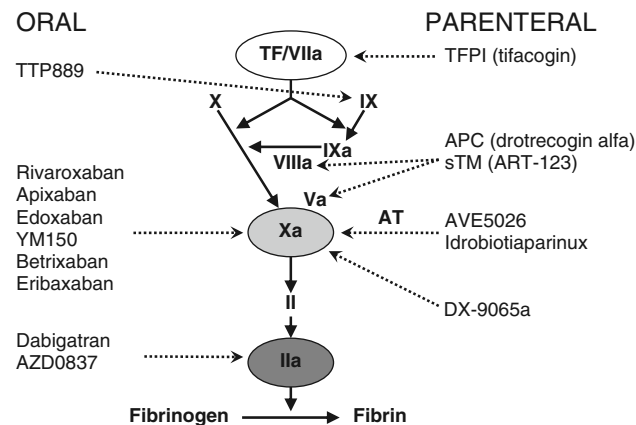 ORAL
PARENTERAL
TF/VIIa
TFPI (tifacogin)
TTP889
X
IX
IXa
VIIIa
APC (drotrecogin alfa)
sTM (ART-123)
Rivaroxaban
Apixaban
Edoxaban
YM150
Betrixaban
Eribaxaban
Va
Xa
AT
AVE5026
Idrobiotiaparinux
DX-9065a
II
Dabigatran
AZD0837
IIa
Fibrinogen
Fibrin